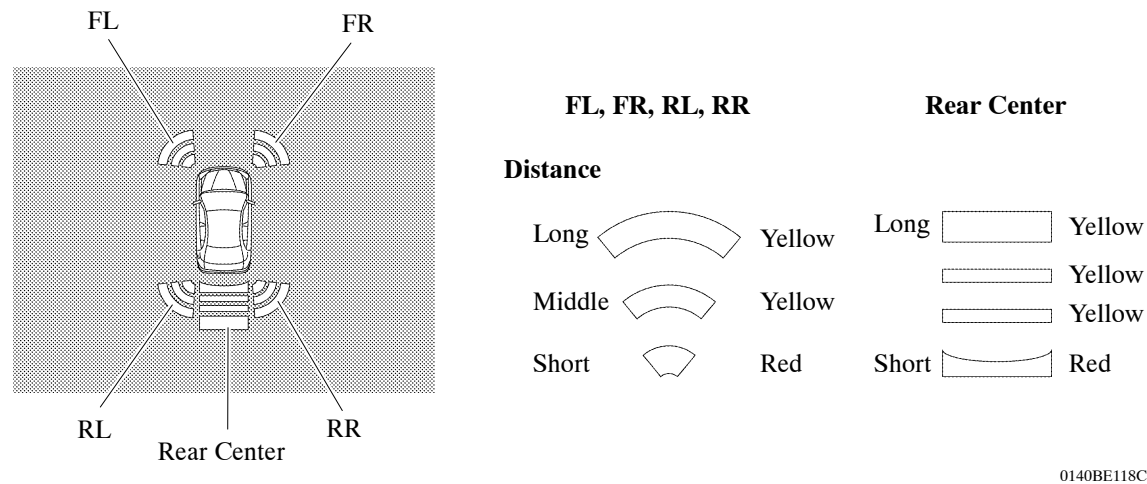 FL FR
FL, FR, RL, RR Rear Center
Distance
Long Yellow Long Yellow
Yellow
Middle Yellow Yellow
Short Red Short Red
RL RR
Rear Center
0140BE118C